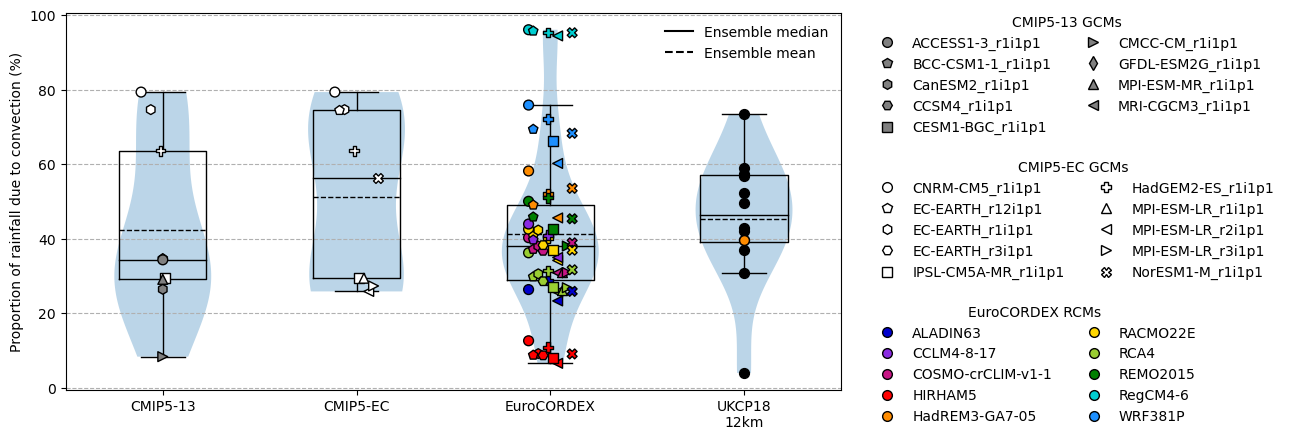 Proportion of rainfall due to convection (%)
100
80
60
40
20
0
Ensemble median
Ensemble mean
CMIP5-13
CMIP5-EC
EuroCORDEX
UKCP18
12km
CMIP5-13 GCMs
ACCESS1-3_r1i1p1
BCC-CSM1-1_r1i1p1
CanESM2_r1i1p1
CCSM4_r1i1p1
CESM1-BGC_r1i1p1
CMCC-CM_r1i1p1
GFDL-ESM2G_r1i1p1
MPI-ESM-MR_r1i1p1
MRI-CGCM3_r1i1p1
CMIP5-EC GCMs
CNRM-CM5_r1i1p1
EC-EARTH_r12i1p1
EC-EARTH_r1i1p1
EC-EARTH_r3i1p1
IPSL-CM5A-MR_r1i1p1
HadGEM2-ES_r1i1p1
MPI-ESM-LR_r1i1p1
MPI-ESM-LR_r2i1p1
MPI-ESM-LR_r3i1p1
NorESM1-M_r1i1p1
EuroCORDEX RCMs
ALADIN63
CCLM4-8-17
COSMO-crCLIM-v1-1
HIRHAM5
HadREM3-GA7-05
RACMO22E
RCA4
REMO2015
RegCM4-6
WRF381P